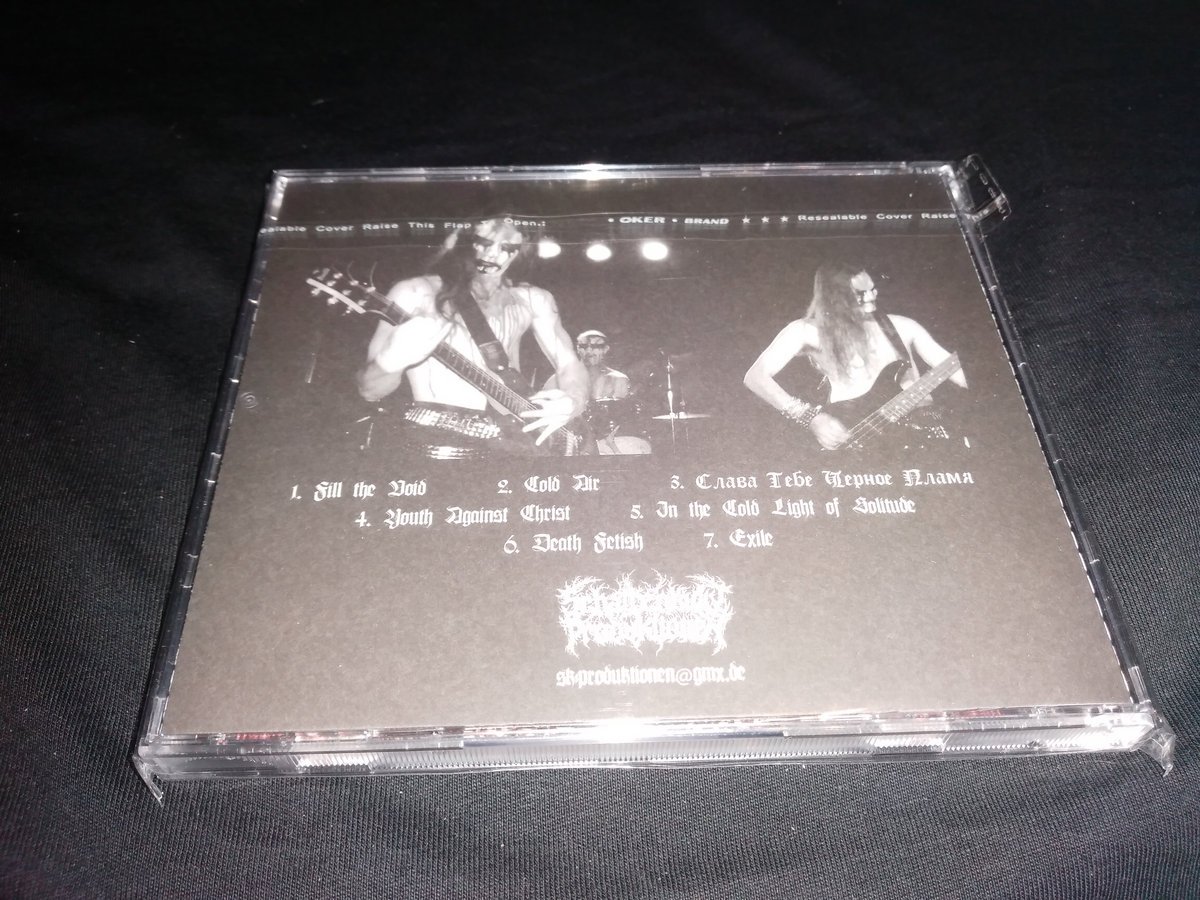 ealable Cover Raise This Flap Open.: • OKER • BRAND ★ ★ ★ Resealable Cover Raise
1. Fill the Void 2. Cold Air 3. Слава Тебе Черное Пламя
4. Youth Against Christ 5. In the Cold Light of Solitude
6. Death Fetish 7. Exile
sk-produktionen@gmx.de